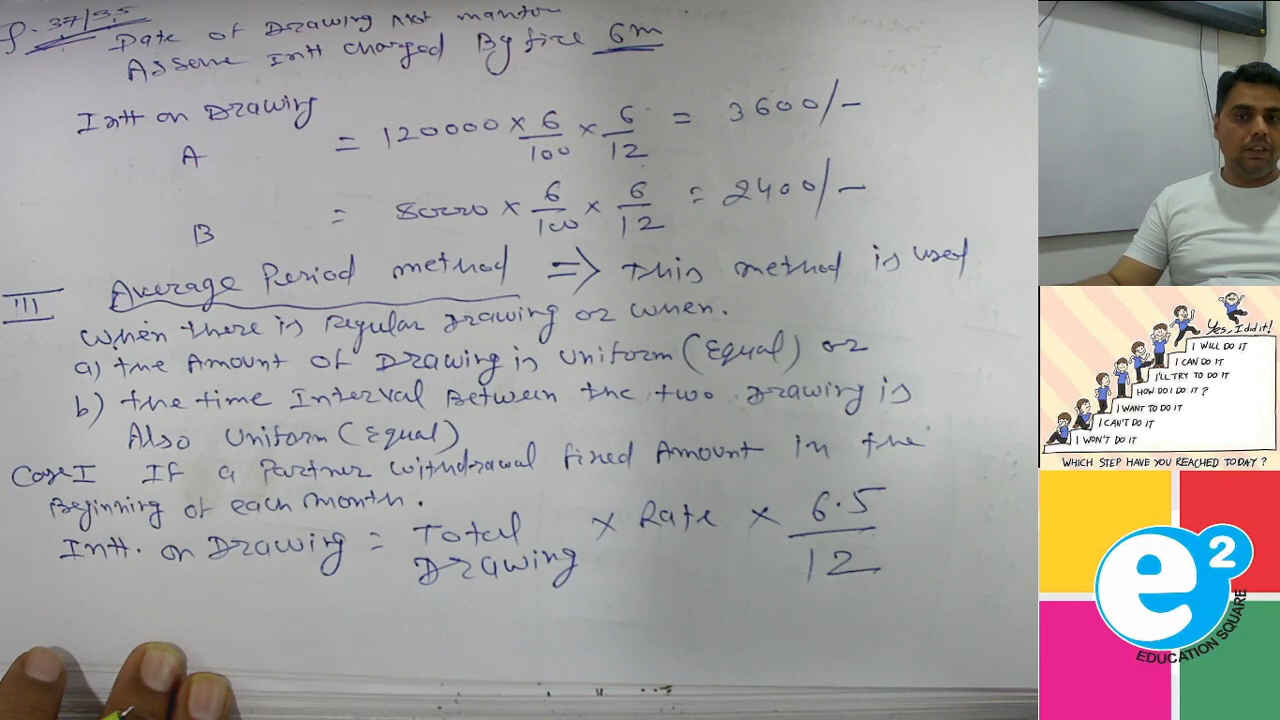 P. 37/35
Date of Drawing Not mention
Assume Intt charged By fire 6m
Intt on Drawing
A = 120000 × 6/100 × 6/12 = 3600/-
B = 80000 × 6/100 × 6/12 = 2400/-
III Average Period method ⇒ this method is used
When there is Regular Drawing or when.
a) the Amount of Drawing is Uniform (Equal) or
b) the time Interval Between the two Drawing is
Also Uniform (Equal)
Case I If a Partner withdrawal fixed Amount in the
Beginning of each month.
Intt. on Drawing = Total Drawing × Rate × 6.5/12
Yes, I did it!
I WILL DO IT
I CAN DO IT
I'LL TRY TO DO IT
HOW DO I DO IT?
I WANT TO DO IT
I CAN'T DO IT
I WON'T DO IT
WHICH STEP HAVE YOU REACHED TODAY?
e2
EDUCATION SQUARE